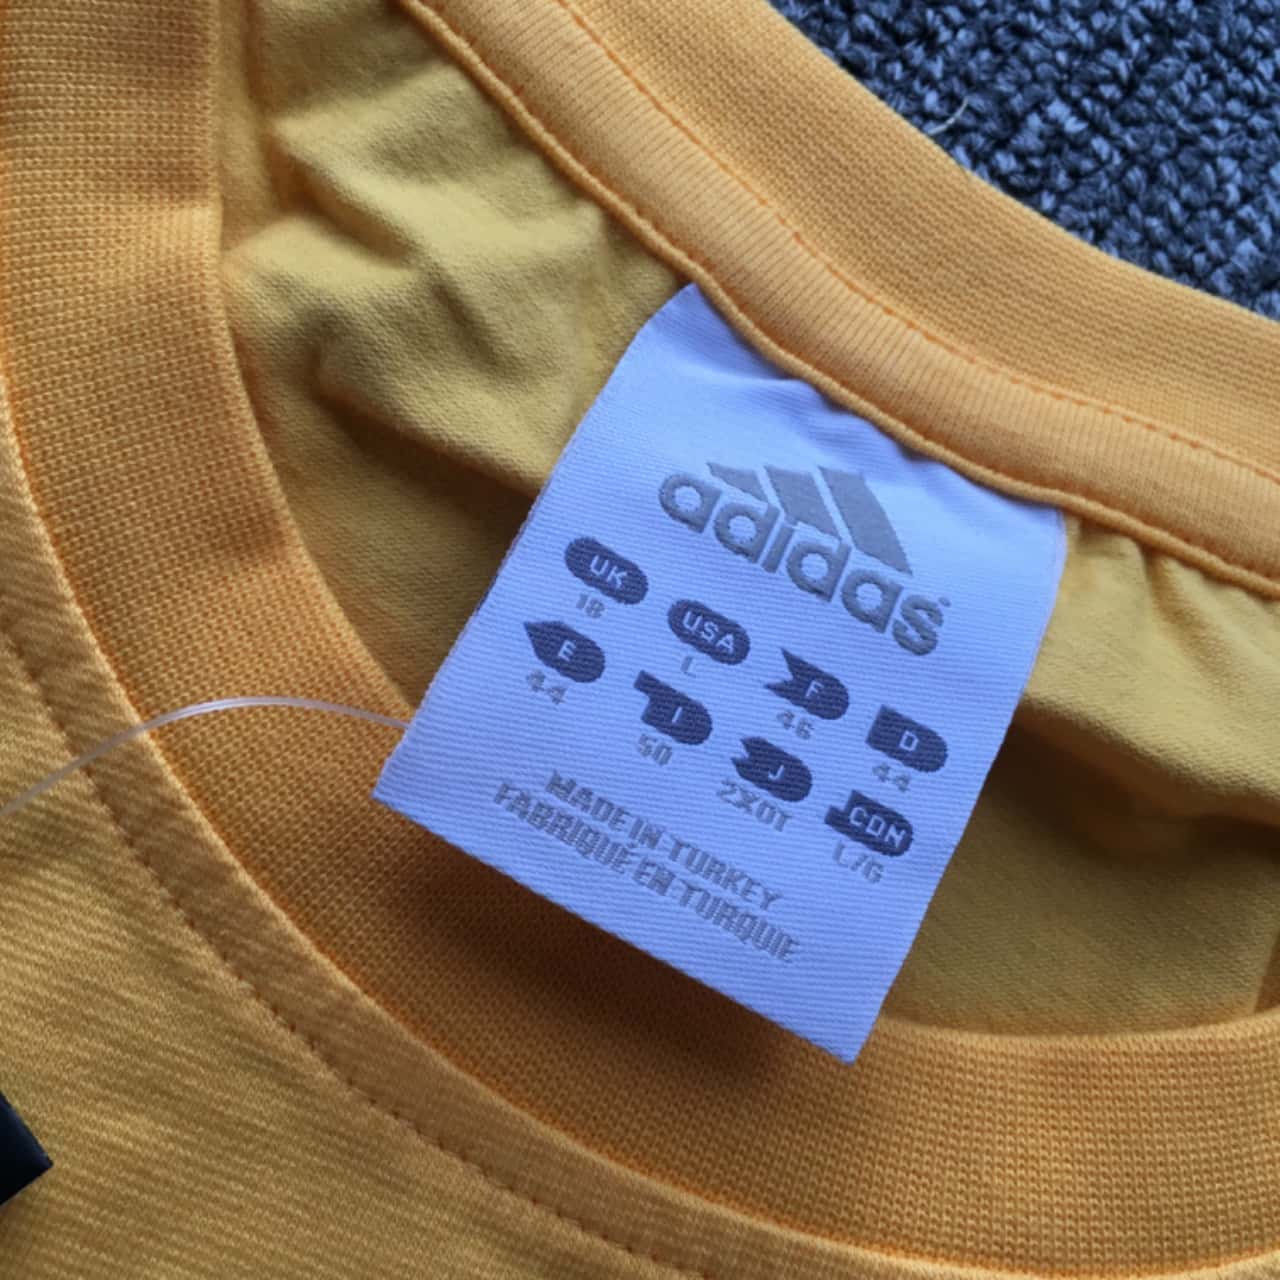 adidas
UK USA F D
18 L 46 44
E I J CDN
44 50 2XOT L/G
MADE IN TURKEY
FABRIQUÉ EN TURQUIE